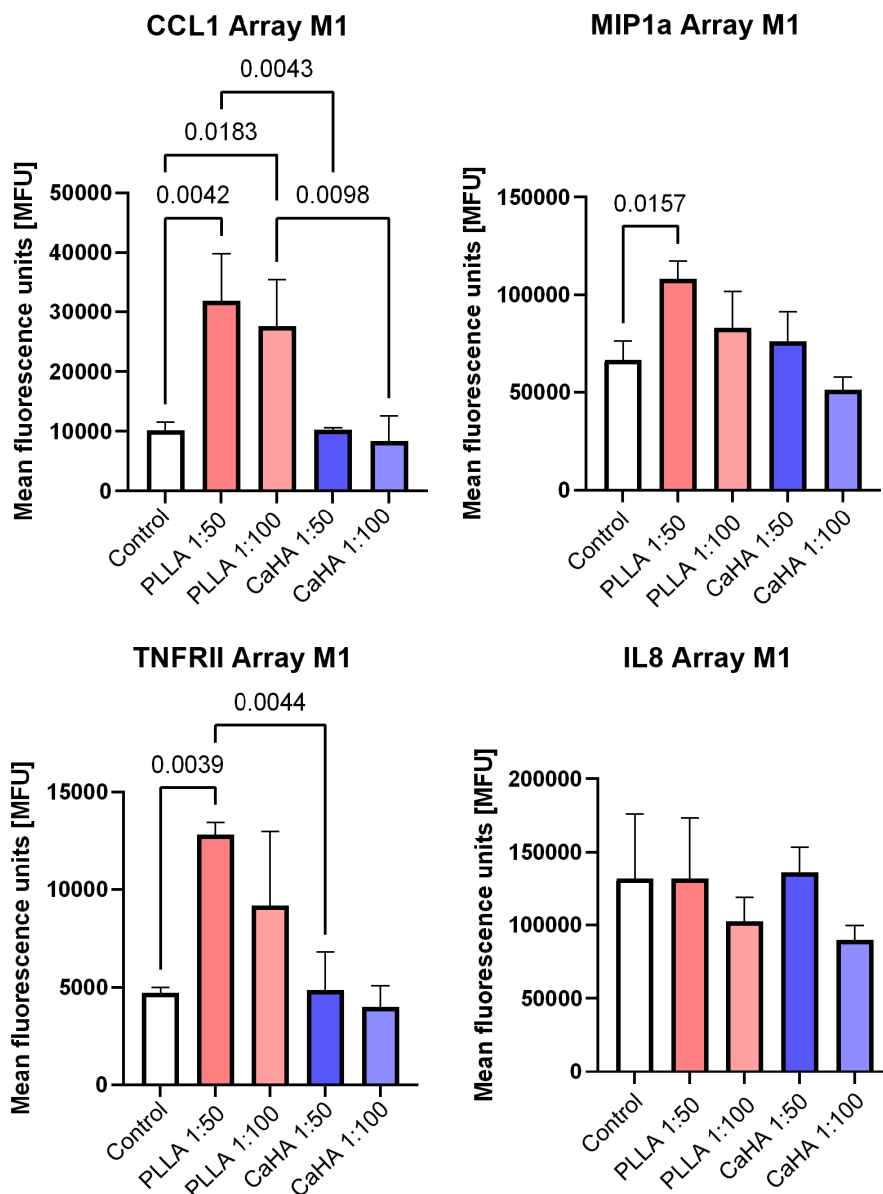 CCL1 Array M1
0.0043
0.0183
0.0042
0.0098
Mean fluorescence units [MFU]
50000
40000
30000
20000
10000
0
Control
PLLA 1:50
PLLA 1:100
CaHA 1:50
CaHA 1:100
MIP1a Array M1
0.0157
Mean fluorescence units [MFU]
150000
100000
50000
0
Control
PLLA 1:50
PLLA 1:100
CaHA 1:50
CaHA 1:100
TNFRII Array M1
0.0044
0.0039
Mean fluorescence units [MFU]
15000
10000
5000
0
Control
PLLA 1:50
PLLA 1:100
CaHA 1:50
CaHA 1:100
IL8 Array M1
Mean fluorescence units [MFU]
200000
150000
100000
50000
0
Control
PLLA 1:50
PLLA 1:100
CaHA 1:50
CaHA 1:100